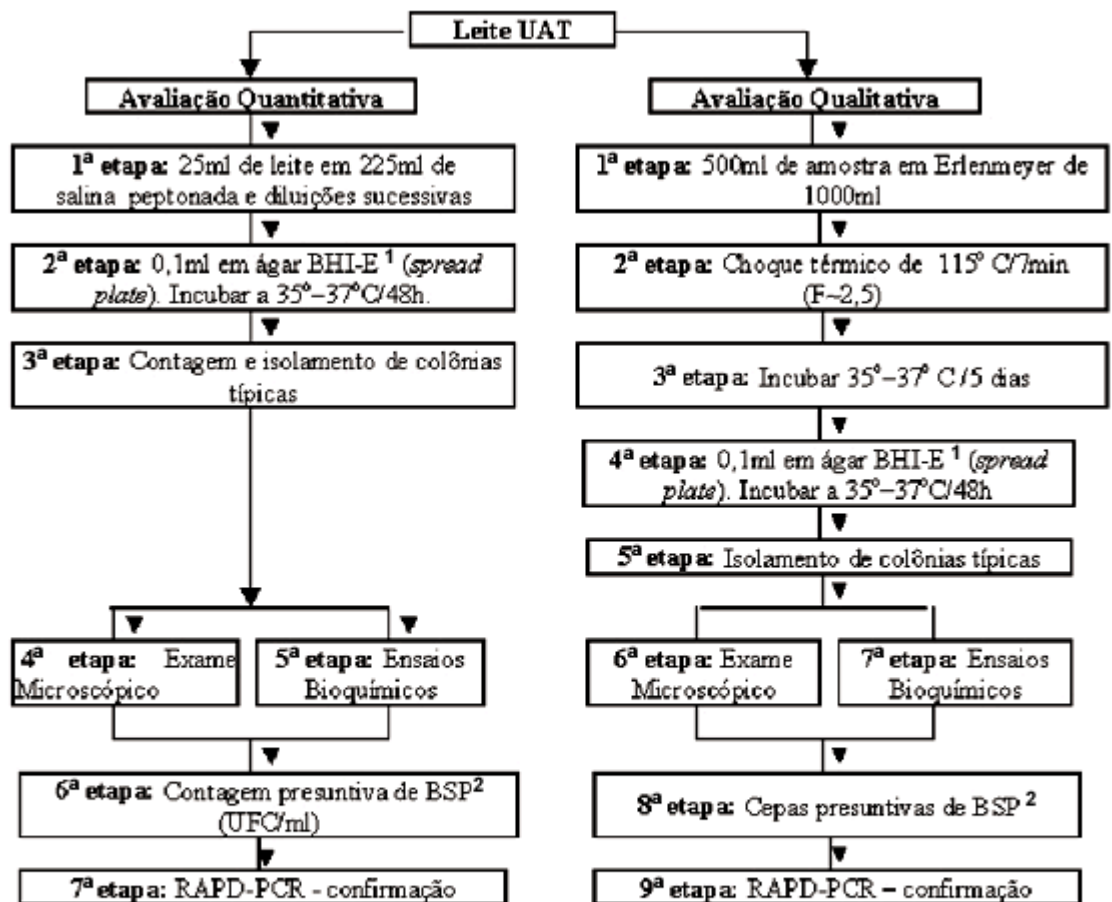 Leite UAT
Avaliação Quantitativa
1ª etapa: 25ml de leite em 225ml de
salina peptonada e diluições sucessivas
2ª etapa: 0,1ml em ágar BHI-E ¹ (spread
plate). Incubar a 35º–37ºC/48h.
3ª etapa: Contagem e isolamento de colônias
típicas
4ª etapa: Exame
Microscópico
5ª etapa: Ensaios
Bioquímicos
6ª etapa: Contagem presuntiva de BSP²
(UFC/ml)
7ª etapa: RAPD-PCR - confirmação
Avaliação Qualitativa
1ª etapa: 500ml de amostra em Erlenmeyer de
1000ml
2ª etapa: Choque térmico de 115º C/7min
(F~2,5)
3ª etapa: Incubar 35º–37º C /5 dias
4ª etapa: 0,1ml em ágar BHI-E ¹ (spread
plate). Incubar a 35º–37ºC/48h
5ª etapa: Isolamento de colônias típicas
6ª etapa: Exame
Microscópico
7ª etapa: Ensaios
Bioquímicos
8ª etapa: Cepas presuntivas de BSP ²
9ª etapa: RAPD-PCR – confirmação